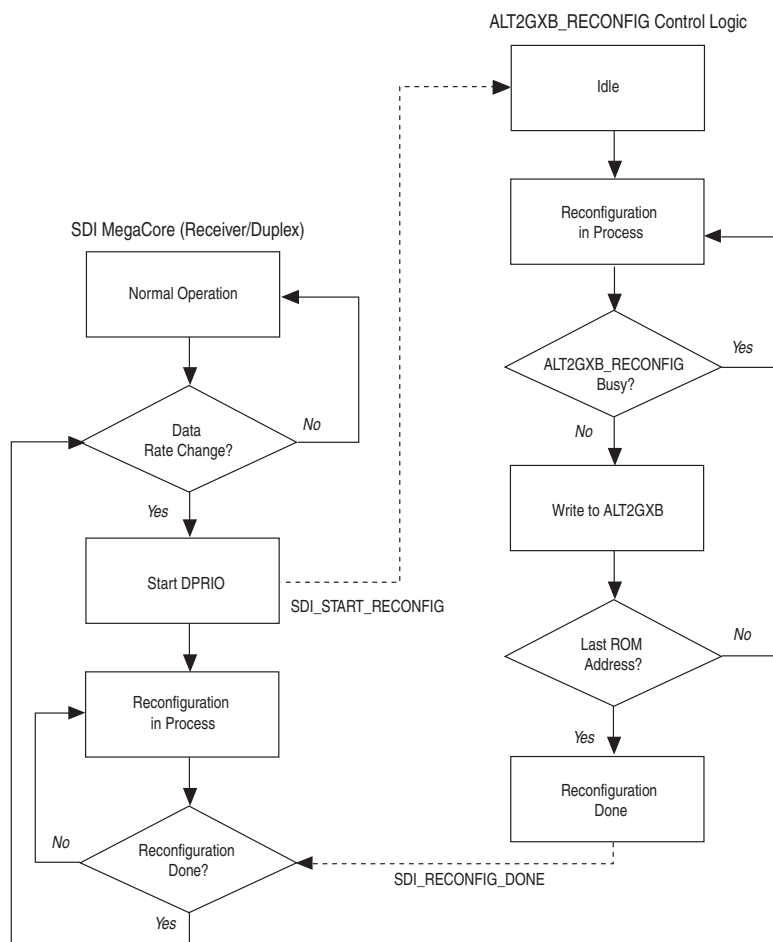 ALT2GXB_RECONFIG Control Logic
Idle
Reconfiguration
in Process
ALT2GXB_RECONFIG
Busy?
Yes
No
Write to ALT2GXB
Last ROM
Address?
No
Yes
Reconfiguration
Done
SDI MegaCore (Receiver/Duplex)
Normal Operation
Data
Rate Change?
No
Yes
Start DPRIO
SDI_START_RECONFIG
Reconfiguration
in Process
No
Reconfiguration
Done?
Yes
SDI_RECONFIG_DONE